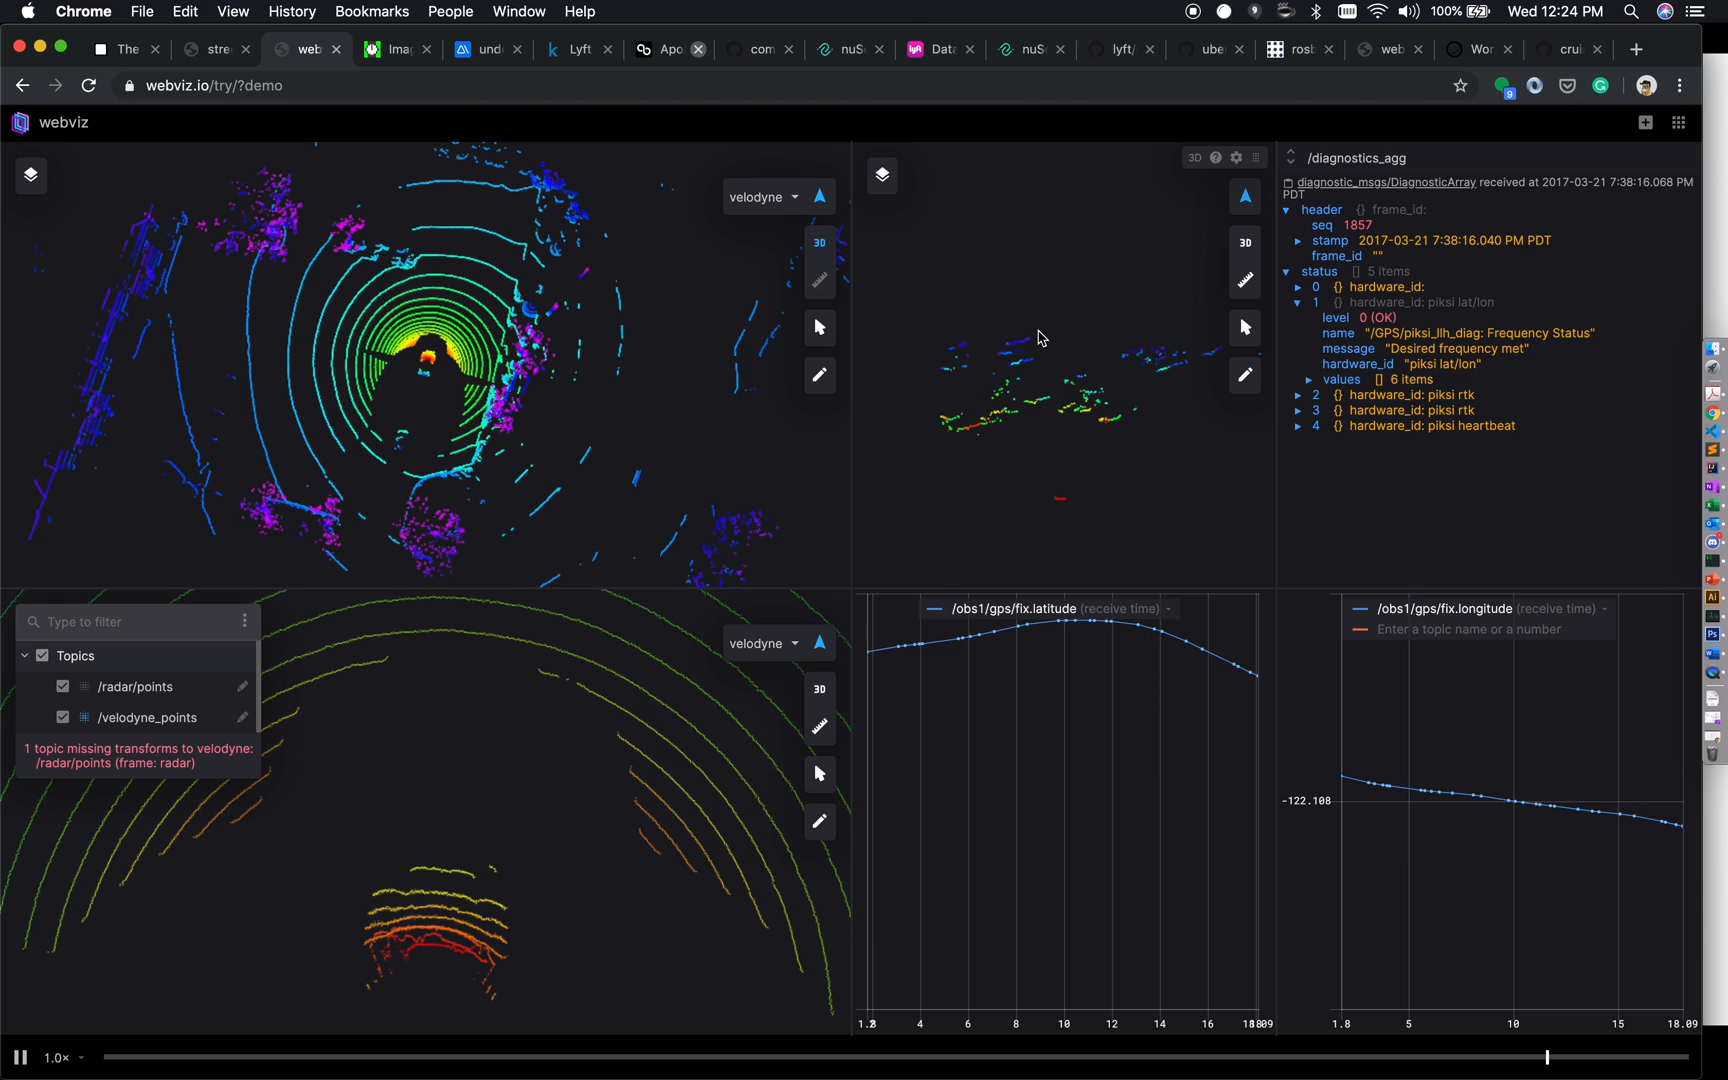 Chrome File Edit View History Bookmarks People Window Help
9
100%
Wed 12:24 PM
The
stre
web
Imag
und
Lyft
Apo
com
nuS
Data
nuS
lyft/
ube
rosb
web
Wor
crui
webviz.io/try/?demo
9
webviz
velodyne
3D
3D
3D
/diagnostics_agg
diagnostic_msgs/DiagnosticArray received at 2017-03-21 7:38:16.068 PM
PDT
header {} frame_id:
seq 1857
stamp 2017-03-21 7:38:16.040 PM PDT
frame_id ""
status [] 5 items
0 {} hardware_id:
1 {} hardware_id: piksi lat/lon
level 0 (OK)
name "/GPS/piksi_llh_diag: Frequency Status"
message "Desired frequency met"
hardware_id "piksi lat/lon"
values [] 6 items
2 {} hardware_id: piksi rtk
3 {} hardware_id: piksi rtk
4 {} hardware_id: piksi heartbeat
Type to filter
Topics
/radar/points
/velodyne_points
1 topic missing transforms to velodyne:
/radar/points (frame: radar)
velodyne
3D
/obs1/gps/fix.latitude (receive time)
4 6 8 10 12 14 16
/obs1/gps/fix.longitude (receive time)
Enter a topic name or a number
-122.108
1.8 5 10 15 18.09
1.0×